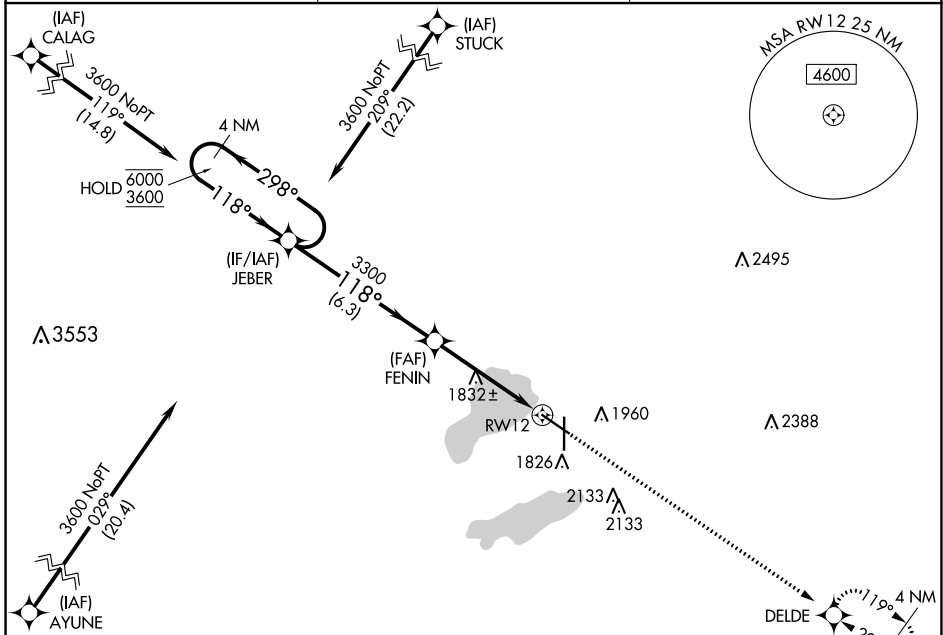 (IAF)
CALAG
3600 NoPT
119°
(14.8)
(IAF)
STUCK
3600 NoPT
209°
(22.2)
MSA RW12 25 NM
4600
4 NM
HOLD
6000
3600
298°
118°
(IF/IAF)
JEBER
3300
118°
(6.3)
2495
3553
(FAF)
FENIN
1832±
RW12
1960
2388
1826
2133
2133
3600 NoPT
029°
(20.4)
(IAF)
AYUNE
DELDE
119°
4 NM